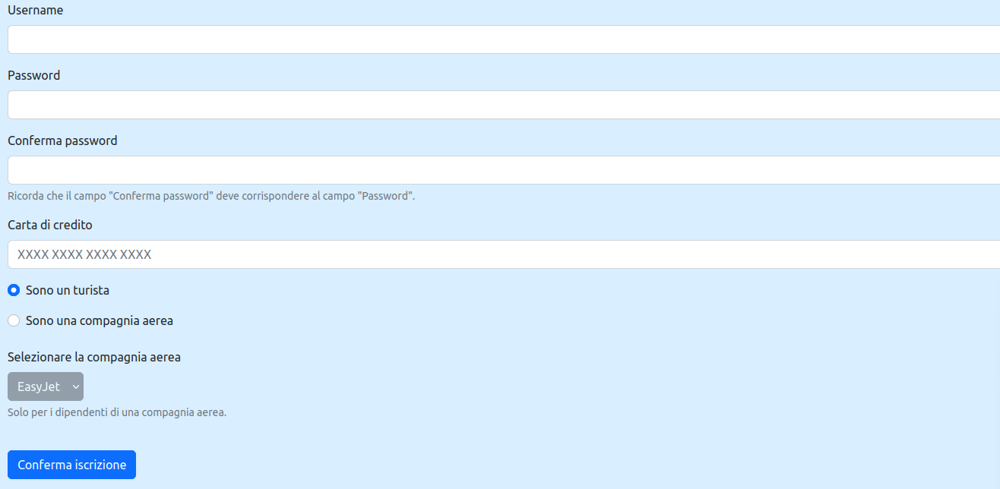 Username
Password
Conferma password
Ricorda che il campo "Conferma password" deve corrispondere al campo "Password".
Carta di credito
XXXX XXXX XXXX XXXX
Sono un turista
Sono una compagnia aerea
Selezionare la compagnia aerea
EasyJet
Solo per i dipendenti di una compagnia aerea.
Conferma iscrizione